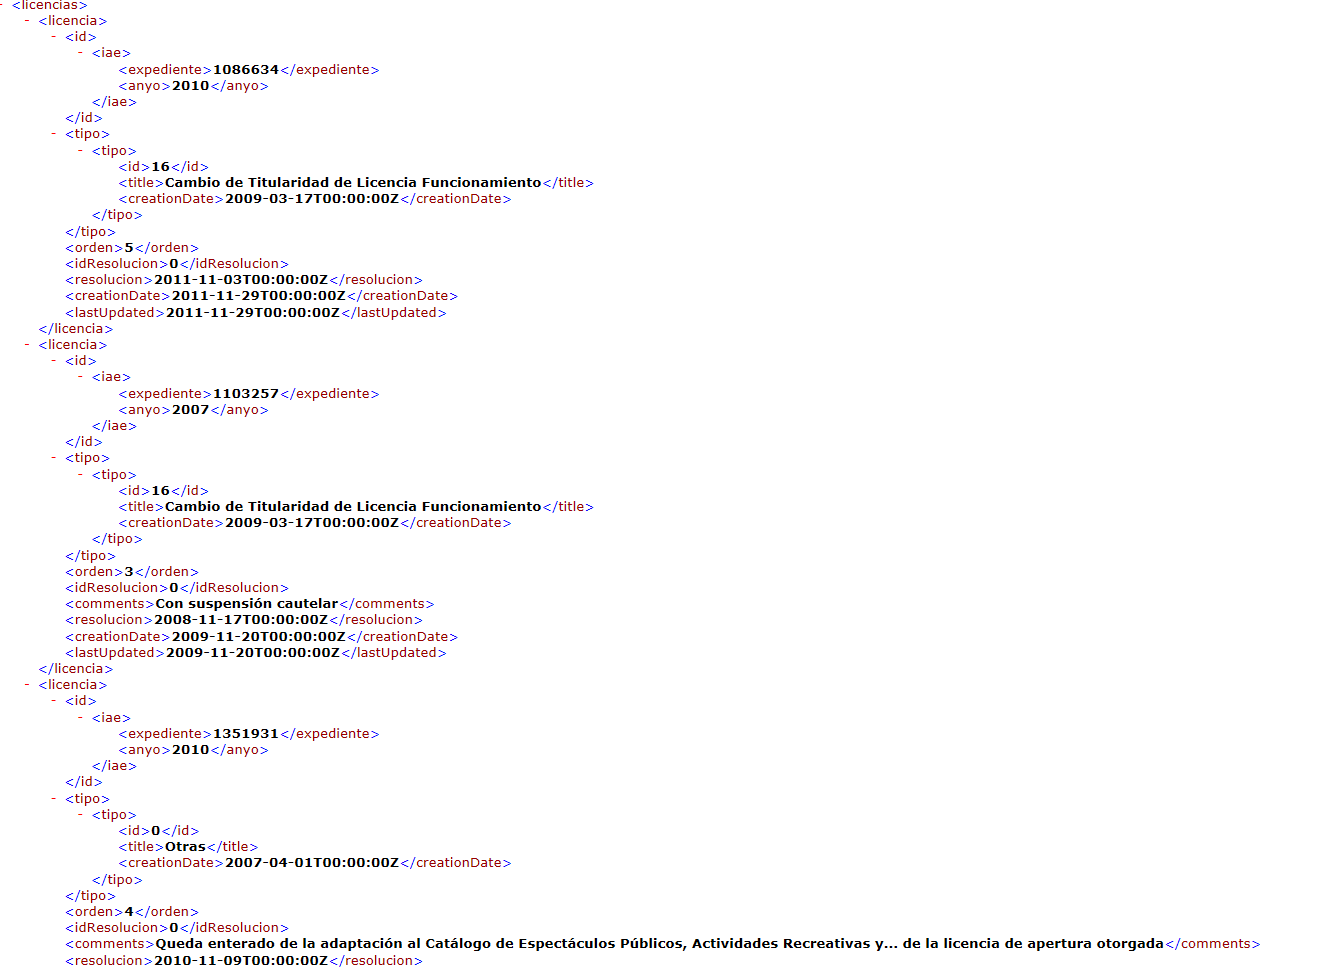 - <licencias>
- <licencia>
- <id>
- <iae>
<expediente>1086634</expediente>
<anyo>2010</anyo>
</iae>
</id>
- <tipo>
- <tipo>
<id>16</id>
<title>Cambio de Titularidad de Licencia Funcionamiento</title>
<creationDate>2009-03-17T00:00:00Z</creationDate>
</tipo>
</tipo>
<orden>5</orden>
<idResolucion>0</idResolucion>
<resolucion>2011-11-03T00:00:00Z</resolucion>
<creationDate>2011-11-29T00:00:00Z</creationDate>
<lastUpdated>2011-11-29T00:00:00Z</lastUpdated>
</licencia>
- <licencia>
- <id>
- <iae>
<expediente>1103257</expediente>
<anyo>2007</anyo>
</iae>
</id>
- <tipo>
- <tipo>
<id>16</id>
<title>Cambio de Titularidad de Licencia Funcionamiento</title>
<creationDate>2009-03-17T00:00:00Z</creationDate>
</tipo>
</tipo>
<orden>3</orden>
<idResolucion>0</idResolucion>
<comments>Con suspensión cautelar</comments>
<resolucion>2008-11-17T00:00:00Z</resolucion>
<creationDate>2009-11-20T00:00:00Z</creationDate>
<lastUpdated>2009-11-20T00:00:00Z</lastUpdated>
</licencia>
- <licencia>
- <id>
- <iae>
<expediente>1351931</expediente>
<anyo>2010</anyo>
</iae>
</id>
- <tipo>
- <tipo>
<id>0</id>
<title>Otras</title>
<creationDate>2007-04-01T00:00:00Z</creationDate>
</tipo>
</tipo>
<orden>4</orden>
<idResolucion>0</idResolucion>
<comments>Queda enterado de la adaptación al Catálogo de Espectáculos Públicos, Actividades Recreativas y... de la licencia de apertura otorgada</comments>
<resolucion>2010-11-09T00:00:00Z</resolucion>